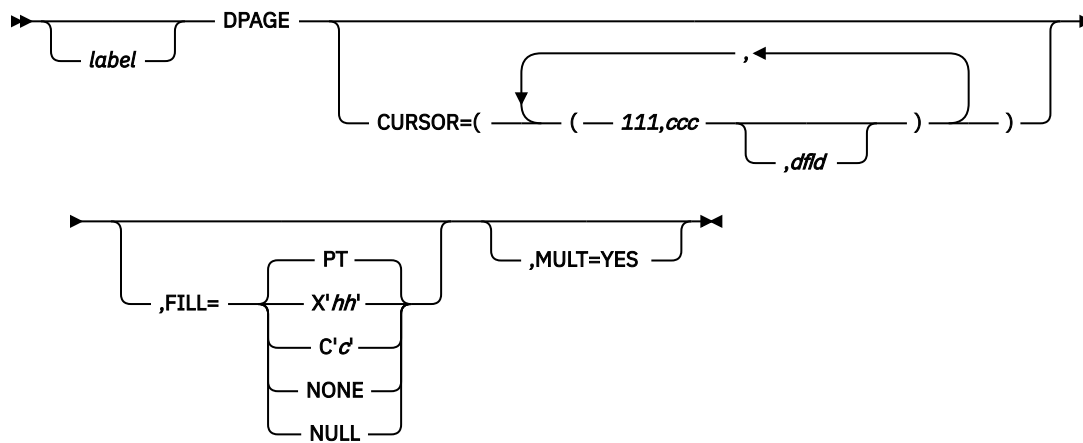 DPAGE
label
,
CURSOR=( ( 111,ccc ) )
,dfld
PT
,MULT=YES
,FILL= X'hh'
C'c'
NONE
NULL